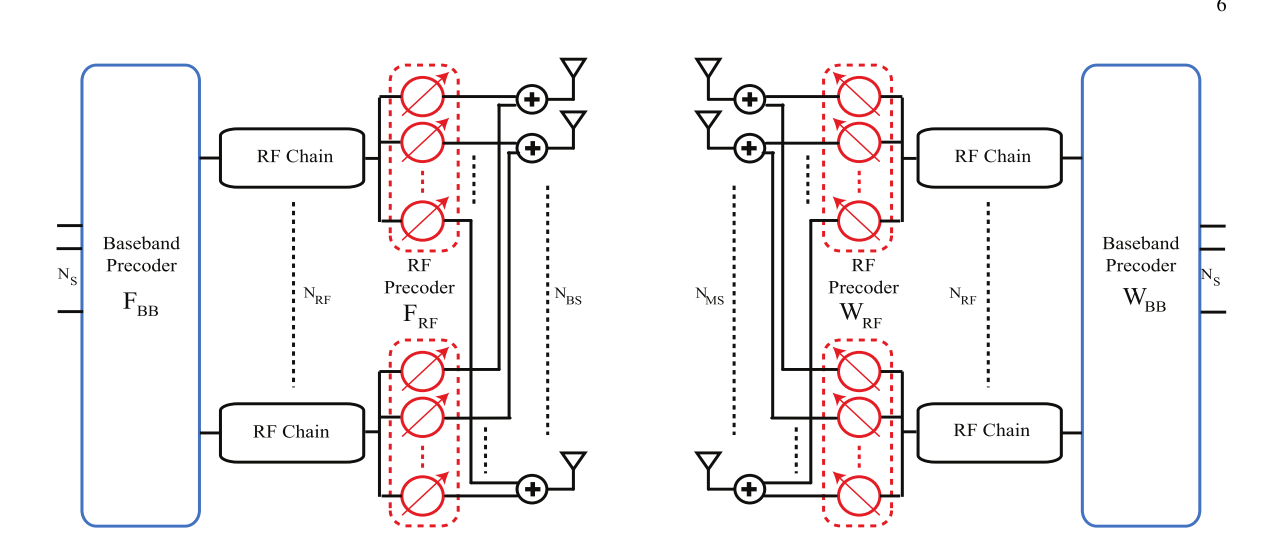 6
RF Chain
RF Chain
Baseband
Precoder
F_BB
N_S
N_RF
RF
Precoder
F_RF
N_BS
N_MS
RF
Precoder
W_RF
N_RF
Baseband
Precoder
W_BB
N_S
RF Chain
RF Chain